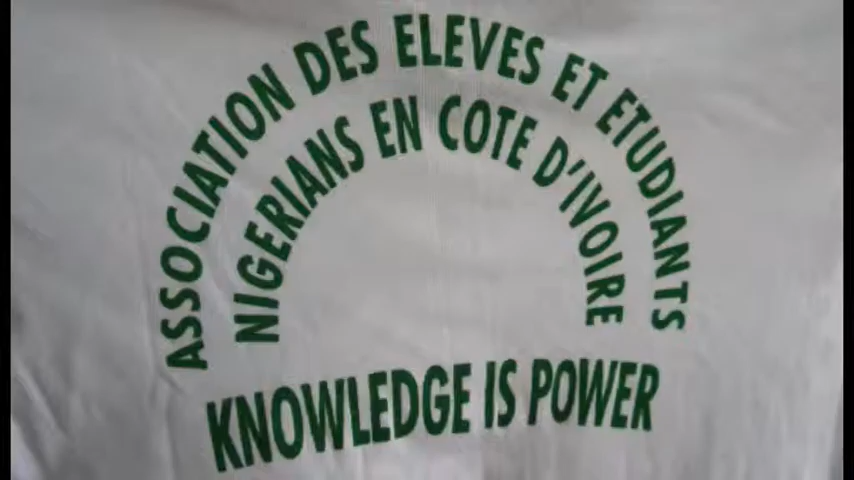 ASSOCIATION DES ELEVES ET ETUDIANTS
NIGERIANS EN COTE D'IVOIRE
KNOWLEDGE IS POWER